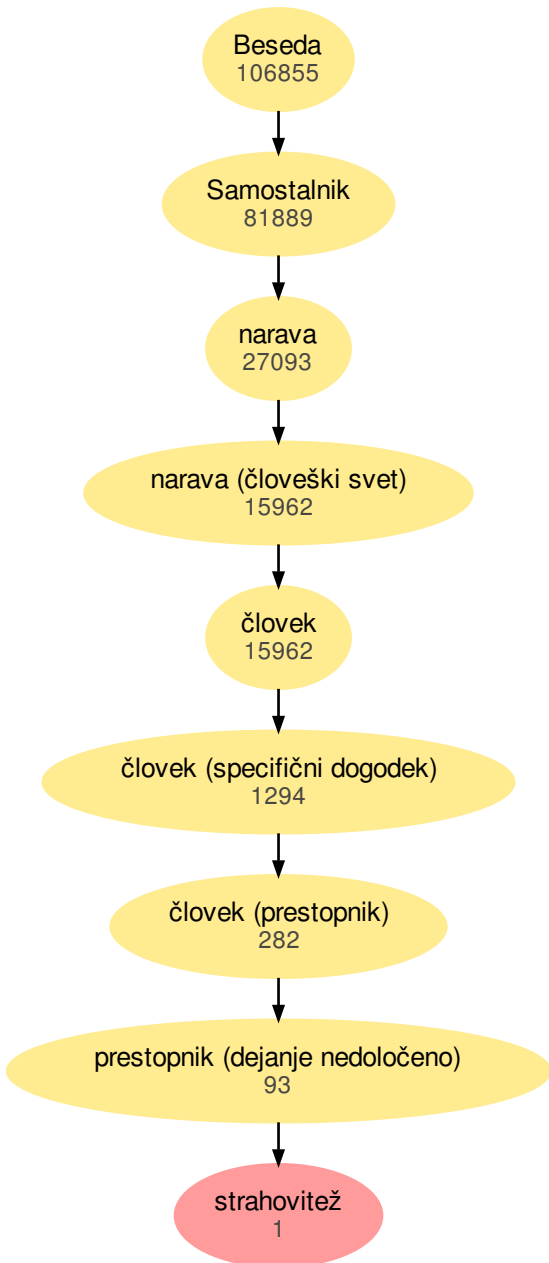 Beseda
106855
Samostalnik
81889
narava
27093
narava (človeški svet)
15962
človek
15962
človek (specifični dogodek)
1294
človek (prestopnik)
282
prestopnik (dejanje nedoločeno)
93
strahovitež
1